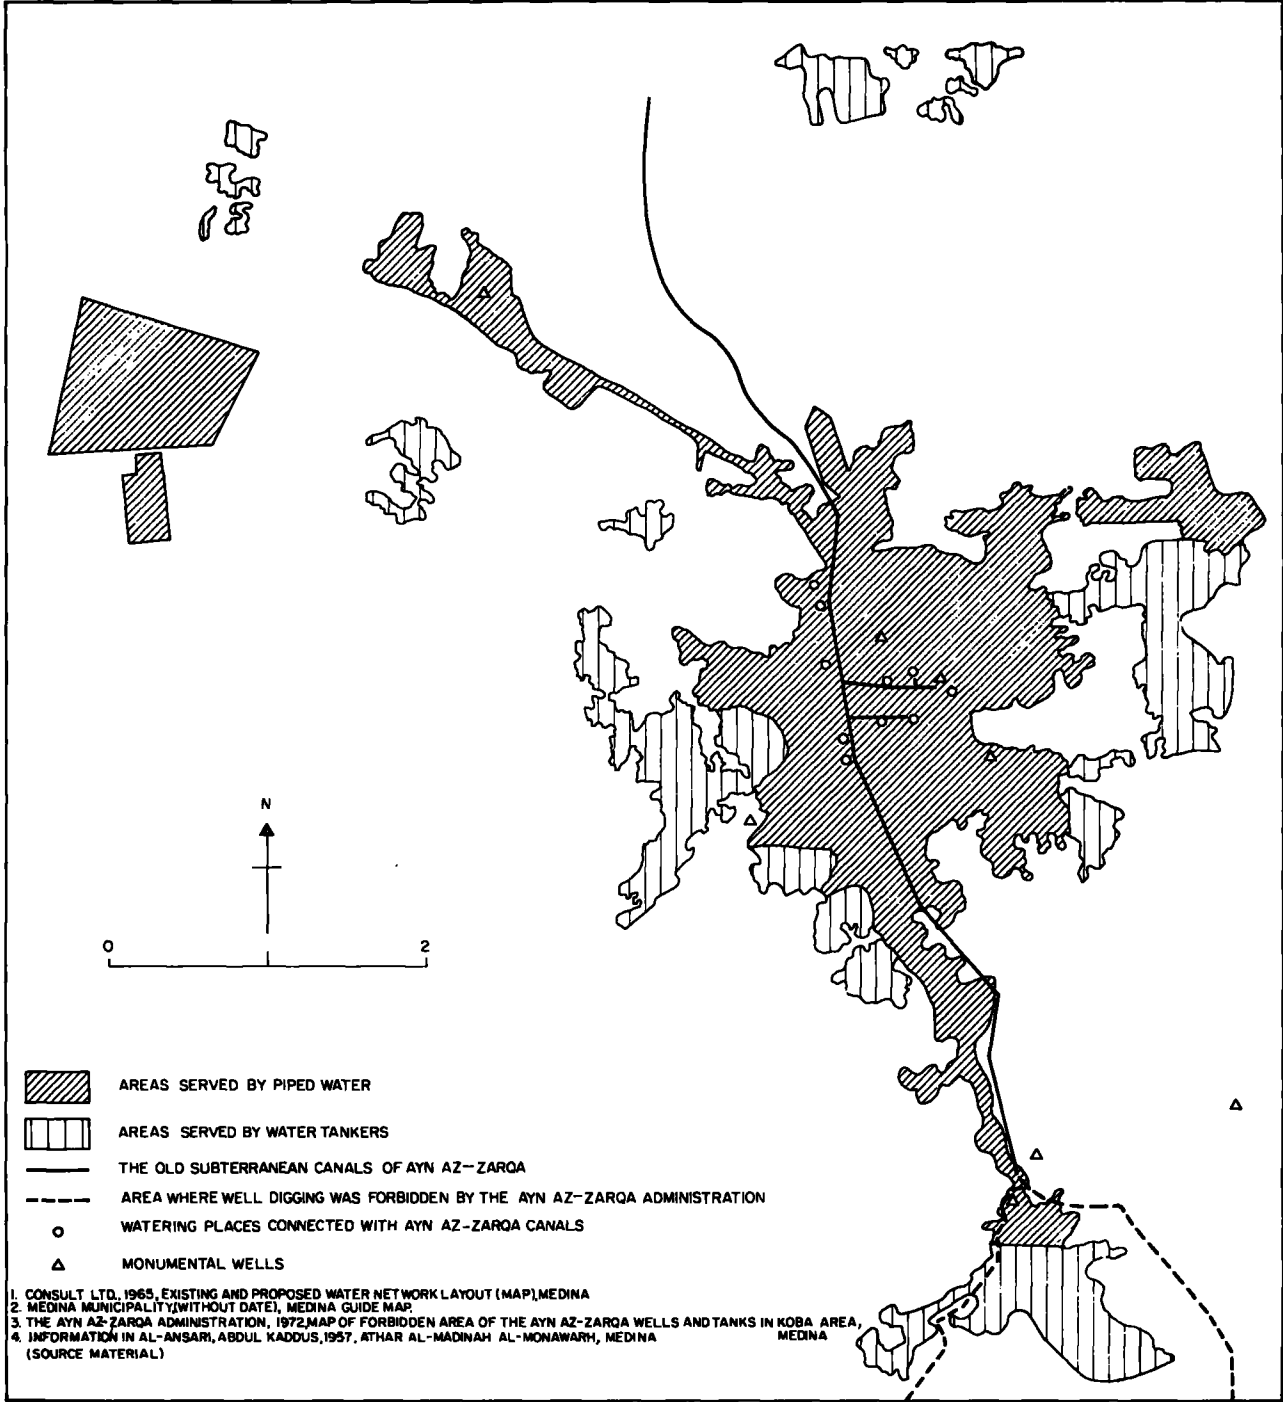 N
0 2
AREAS SERVED BY PIPED WATER
AREAS SERVED BY WATER TANKERS
THE OLD SUBTERRANEAN CANALS OF AYN AZ-ZARQA
AREA WHERE WELL DIGGING WAS FORBIDDEN BY THE AYN AZ-ZARQA ADMINISTRATION
WATERING PLACES CONNECTED WITH AYN AZ-ZARQA CANALS
MONUMENTAL WELLS
1. CONSULT LTD., 1965, EXISTING AND PROPOSED WATER NETWORK LAYOUT (MAP), MEDINA
2. MEDINA MUNICIPALITY,(WITHOUT DATE), MEDINA GUIDE MAP.
3. THE AYN AZ-ZARQA ADMINISTRATION, 1972,MAP OF FORBIDDEN AREA OF THE AYN AZ-ZARQA WELLS AND TANKS IN KOBA AREA,
MEDINA
4. INFORMATION IN AL-ANSARI, ABDUL KADDUS, 1957, ATHAR AL-MADINAH AL-MONAWARH, MEDINA
(SOURCE MATERIAL)